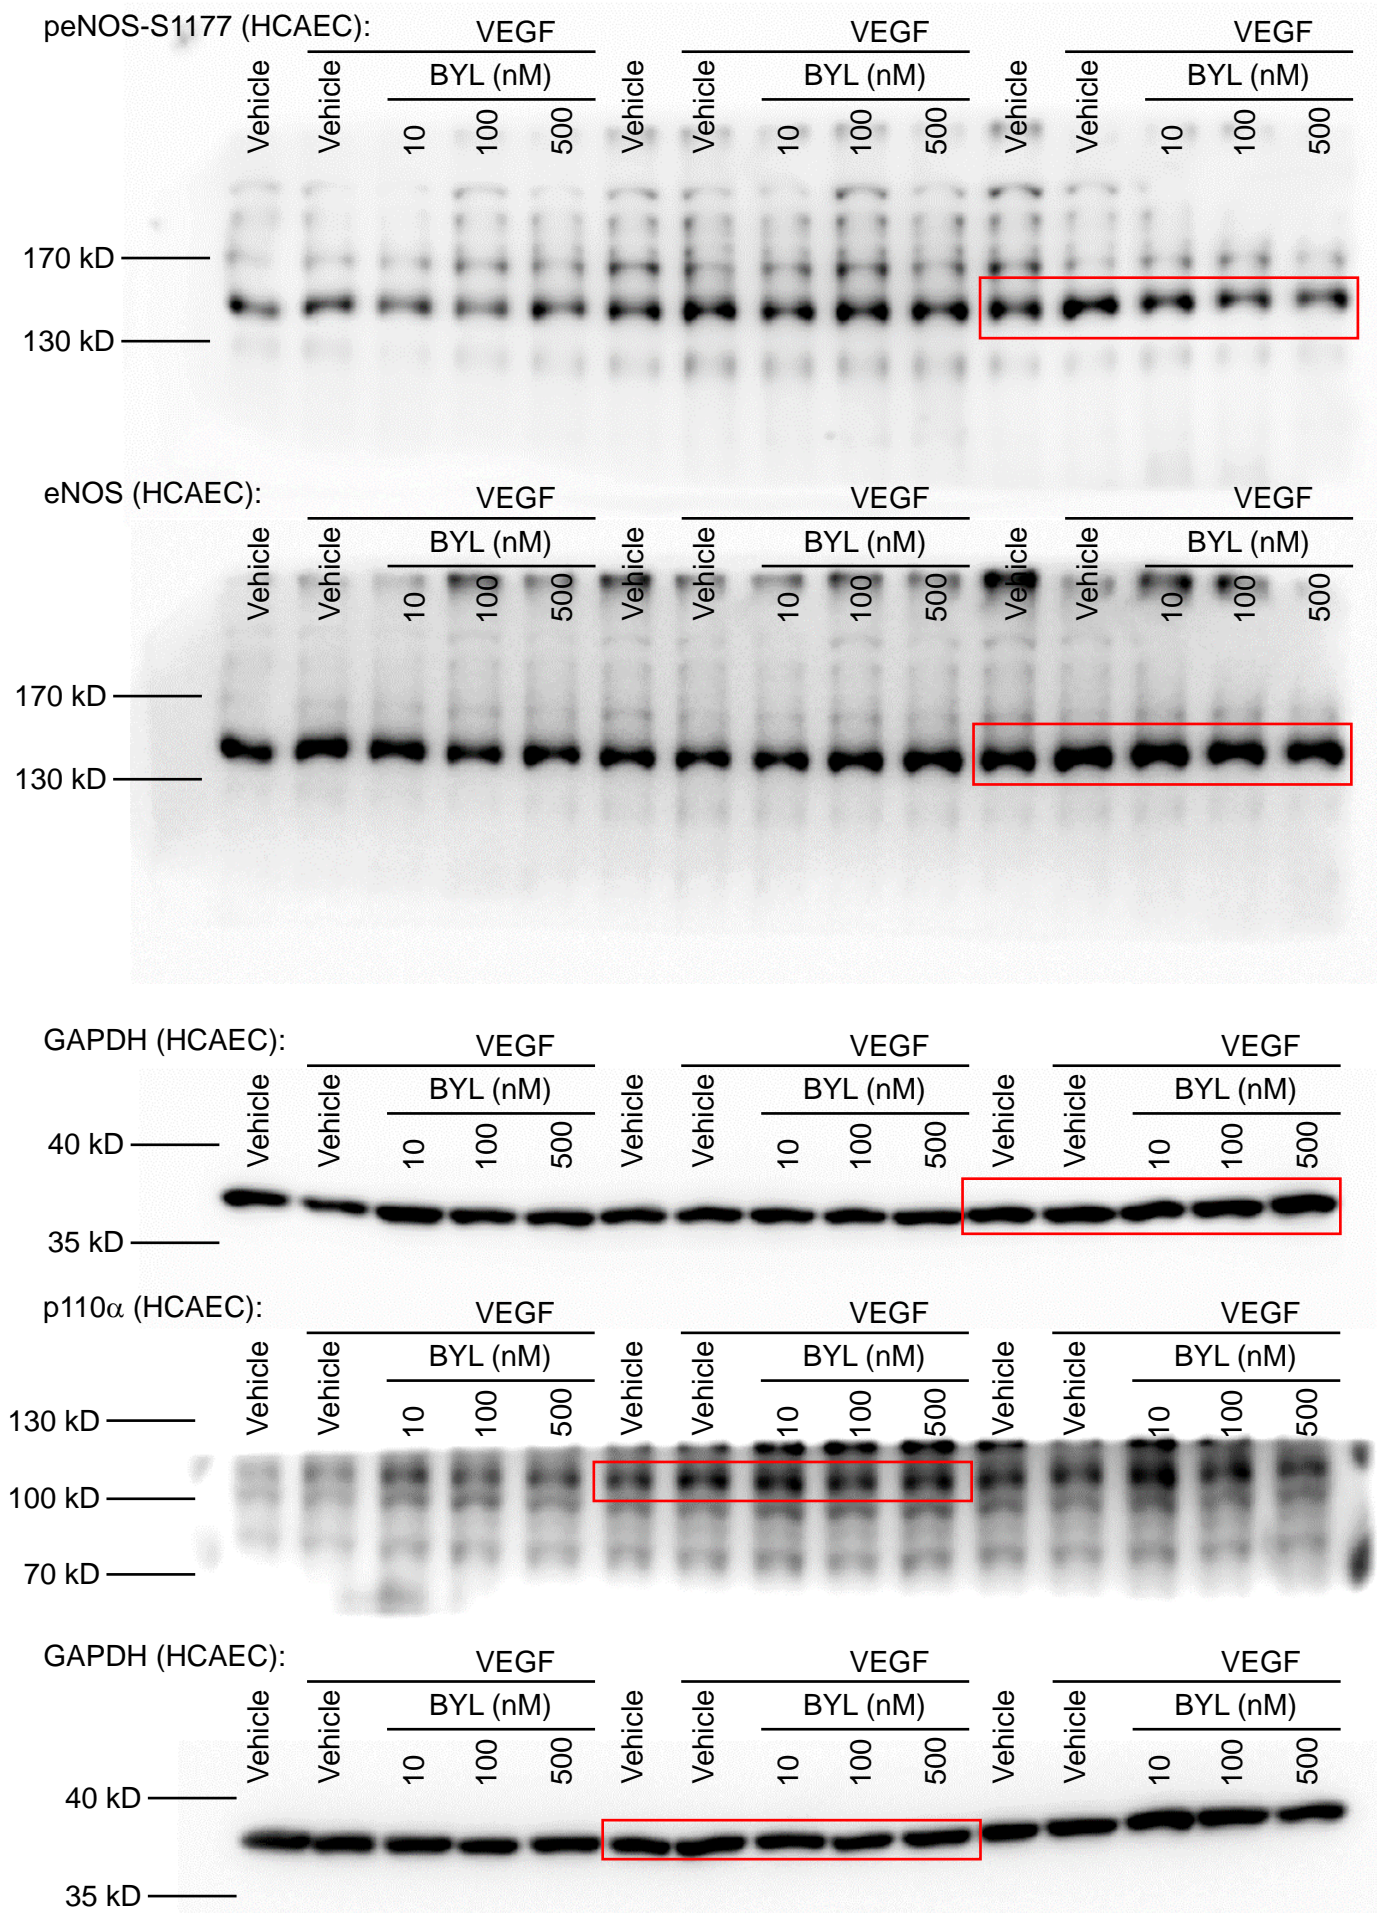 peNOS-S1177 (HCAEC):
VEGF VEGF VEGF
Vehicle Vehicle BYL (nM) Vehicle Vehicle BYL (nM) Vehicle Vehicle BYL (nM)
10 100 500 10 100 500 10 100 500
170 kD
130 kD
eNOS (HCAEC):
VEGF VEGF VEGF
Vehicle Vehicle BYL (nM) Vehicle Vehicle BYL (nM) Vehicle Vehicle BYL (nM)
10 100 500 10 100 500 10 100 500
170 kD
130 kD
GAPDH (HCAEC):
VEGF VEGF VEGF
Vehicle Vehicle BYL (nM) Vehicle Vehicle BYL (nM) Vehicle Vehicle BYL (nM)
10 100 500 10 100 500 10 100 500
40 kD
35 kD
p110α (HCAEC):
VEGF VEGF VEGF
Vehicle Vehicle BYL (nM) Vehicle Vehicle BYL (nM) Vehicle Vehicle BYL (nM)
10 100 500 10 100 500 10 100 500
130 kD
100 kD
70 kD
GAPDH (HCAEC):
VEGF VEGF VEGF
Vehicle Vehicle BYL (nM) Vehicle Vehicle BYL (nM) Vehicle Vehicle BYL (nM)
10 100 500 10 100 500 10 100 500
40 kD
35 kD